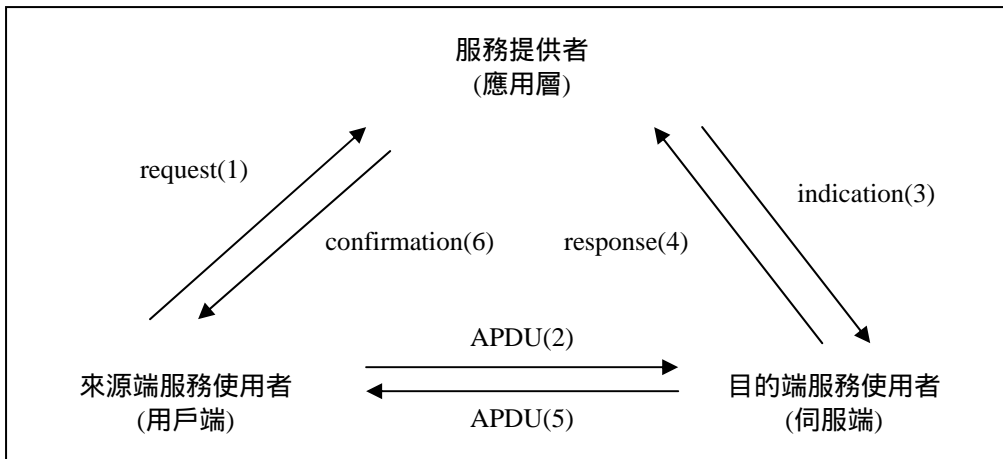 服務提供者
(應用層)
request(1)
indication(3)
confirmation(6)
response(4)
APDU(2)
來源端服務使用者
(用戶端)
目的端服務使用者
(伺服端)
APDU(5)